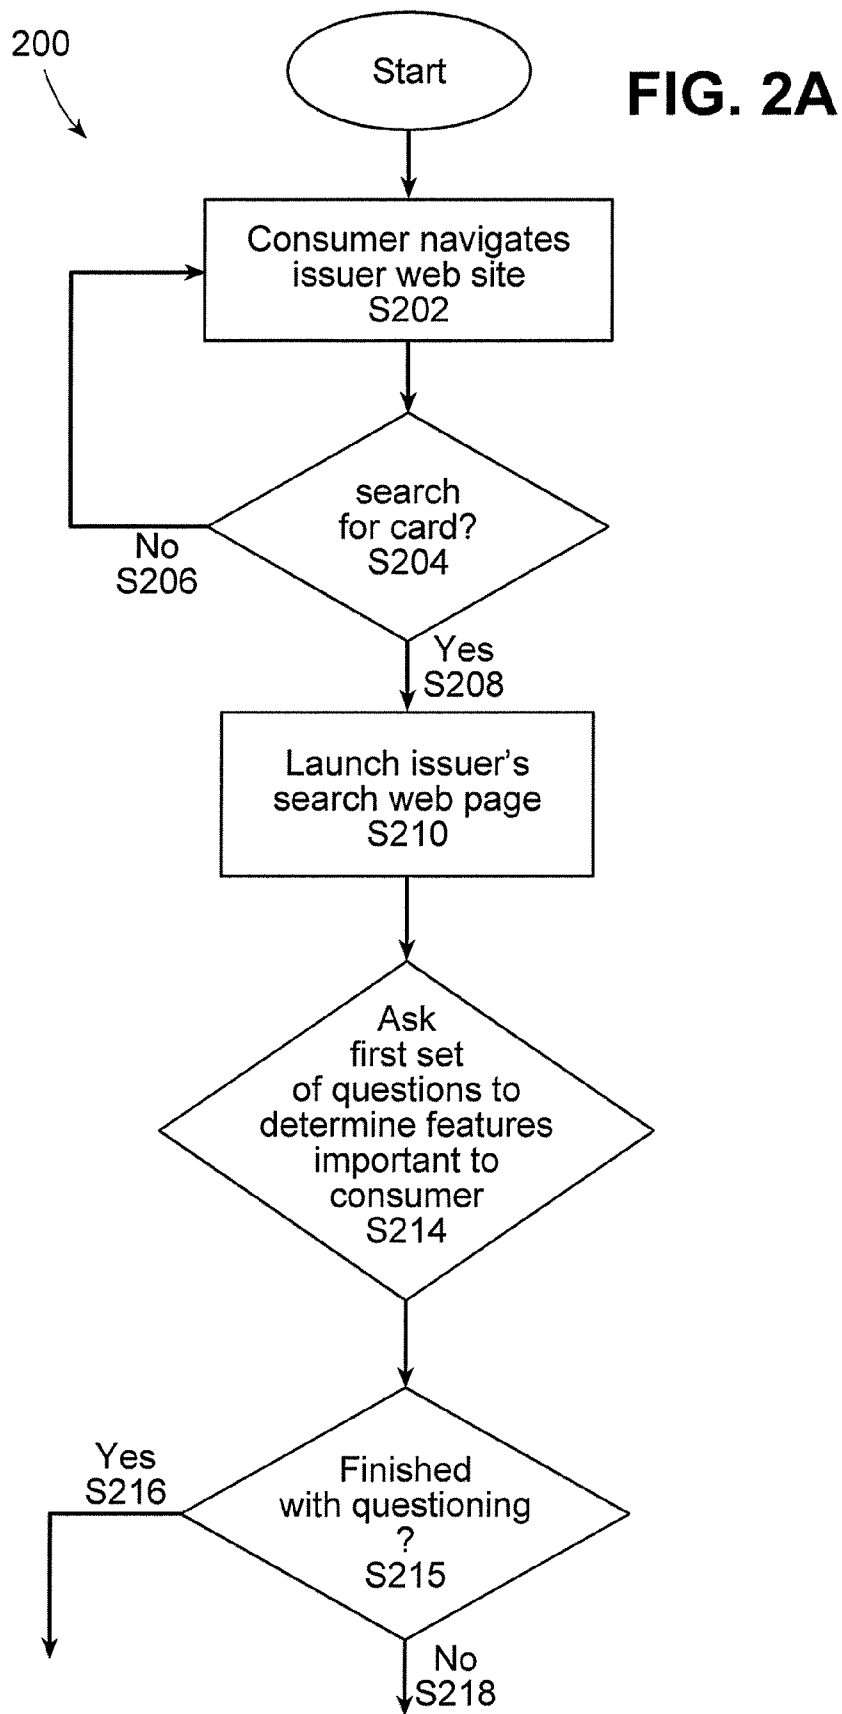 200
Start
FIG. 2A
Consumer navigates
issuer web site
S202
search
for card?
S204
No
S206
Yes
S208
Launch issuer’s
search web page
S210
Ask
first set
of questions to
determine features
important to
consumer
S214
Yes
S216
Finished
with questioning
?
S215
No
S218